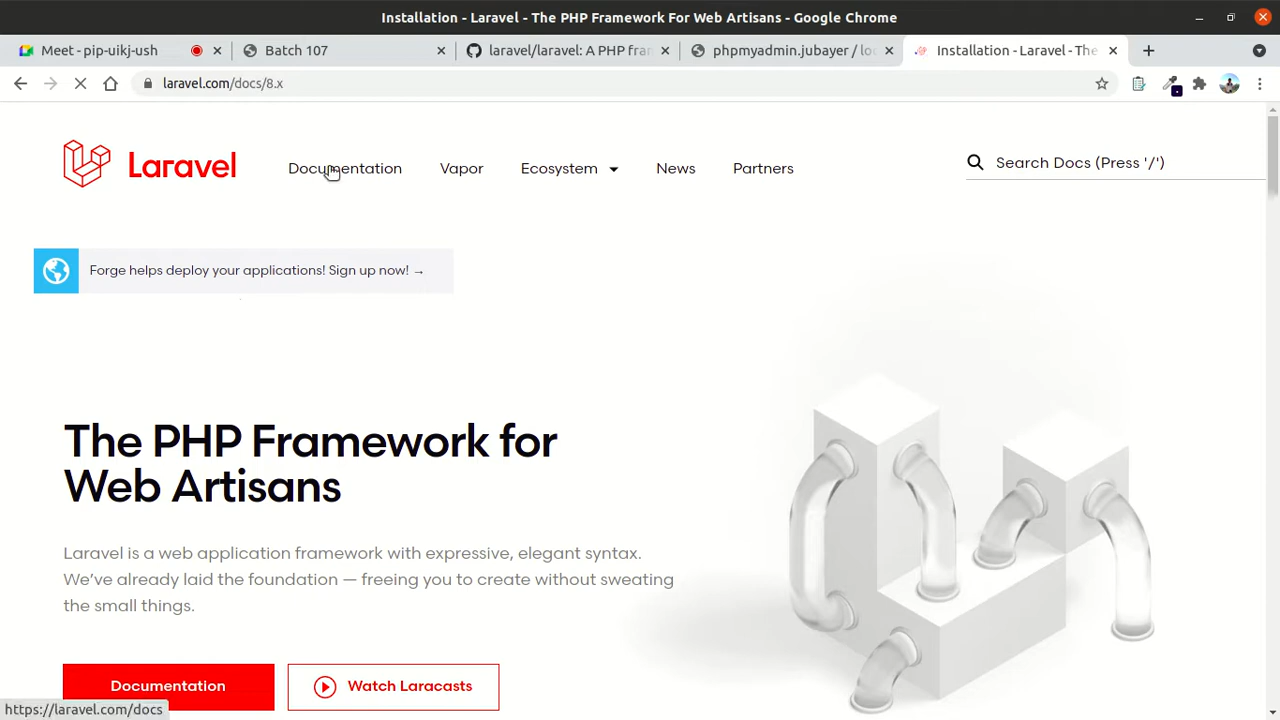 Installation - Laravel - The PHP Framework For Web Artisans - Google Chrome
Meet - pip-uikj-ush
Batch 107
laravel/laravel: A PHP fran
phpmyadmin.jubayer / loc
Installation - Laravel - The
laravel.com/docs/8.x
Laravel
Documentation
Vapor
Ecosystem
News
Partners
Search Docs (Press '/')
Forge helps deploy your applications! Sign up now! →
The PHP Framework for
Web Artisans
Laravel is a web application framework with expressive, elegant syntax.
We've already laid the foundation — freeing you to create without sweating
the small things.
Documentation
Watch Laracasts
https://laravel.com/docs